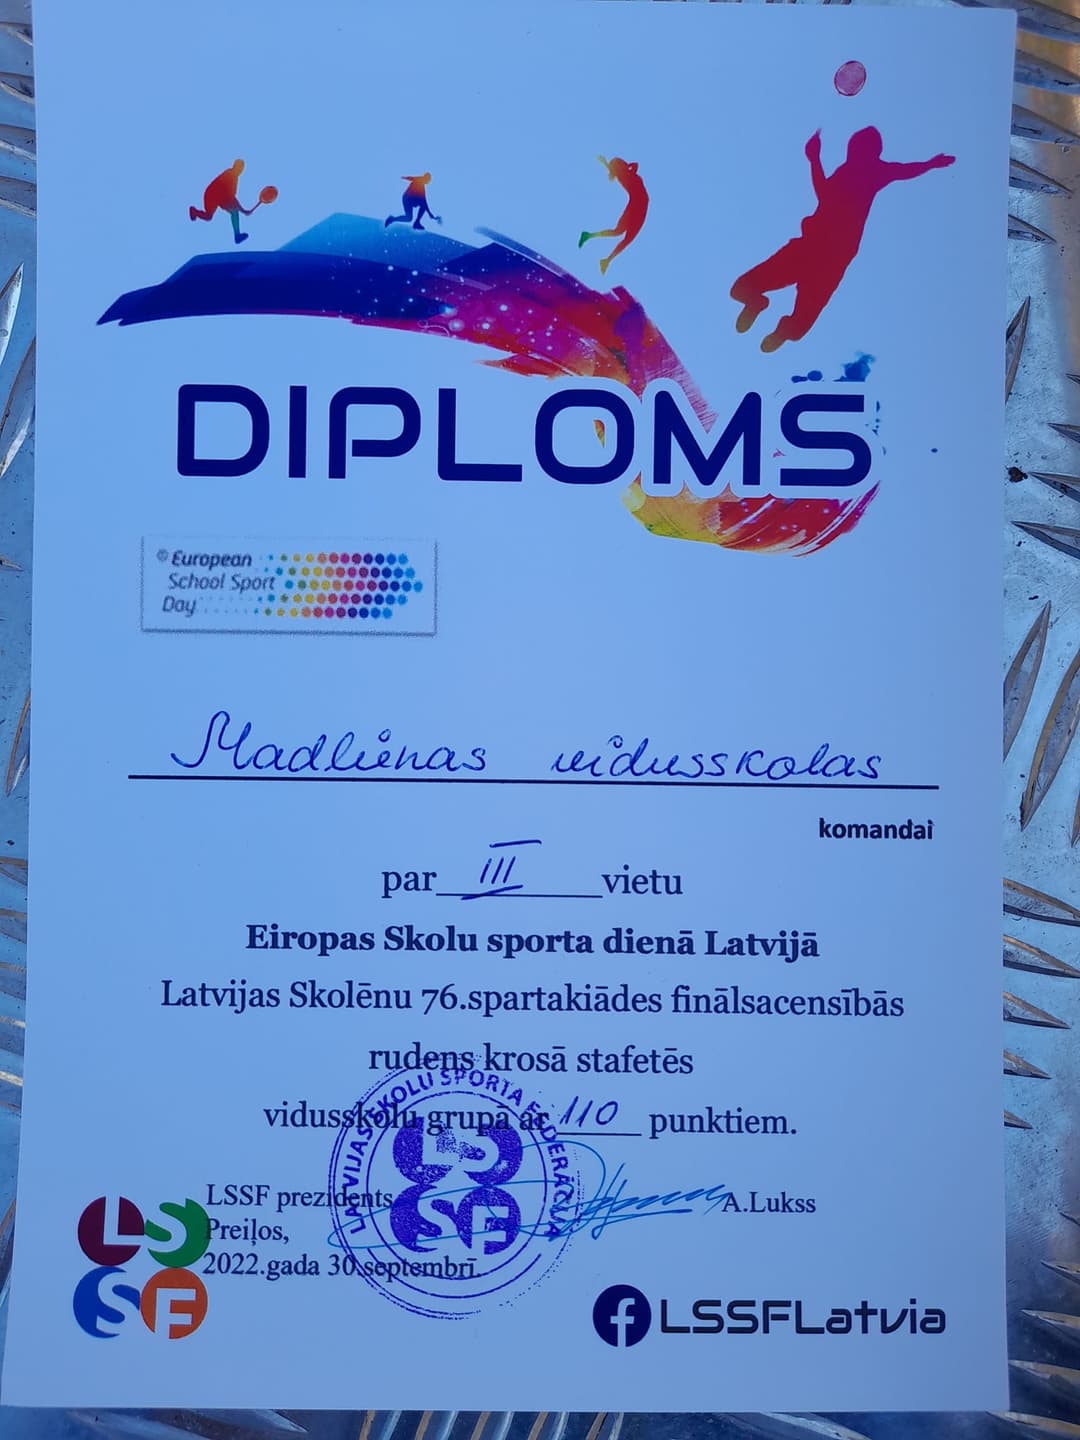 DIPLOMS
© European
School Sport
Day
Madlienas vidusskolas
komandai
par III vietu
Eiropas Skolu sporta dienā Latvijā
Latvijas Skolēnu 76.spartakiādes finālsacensībās
rudens krosā stafetēs
vidusskolu grupā ar 110 punktiem.
LATVIJAS SKOLU SPORTA FEDERĀCIJA
LSSF
LSSF prezidents A.Lukss
Preiļos,
2022.gada 30.septembrī.
LSSF
LSSFLatvia